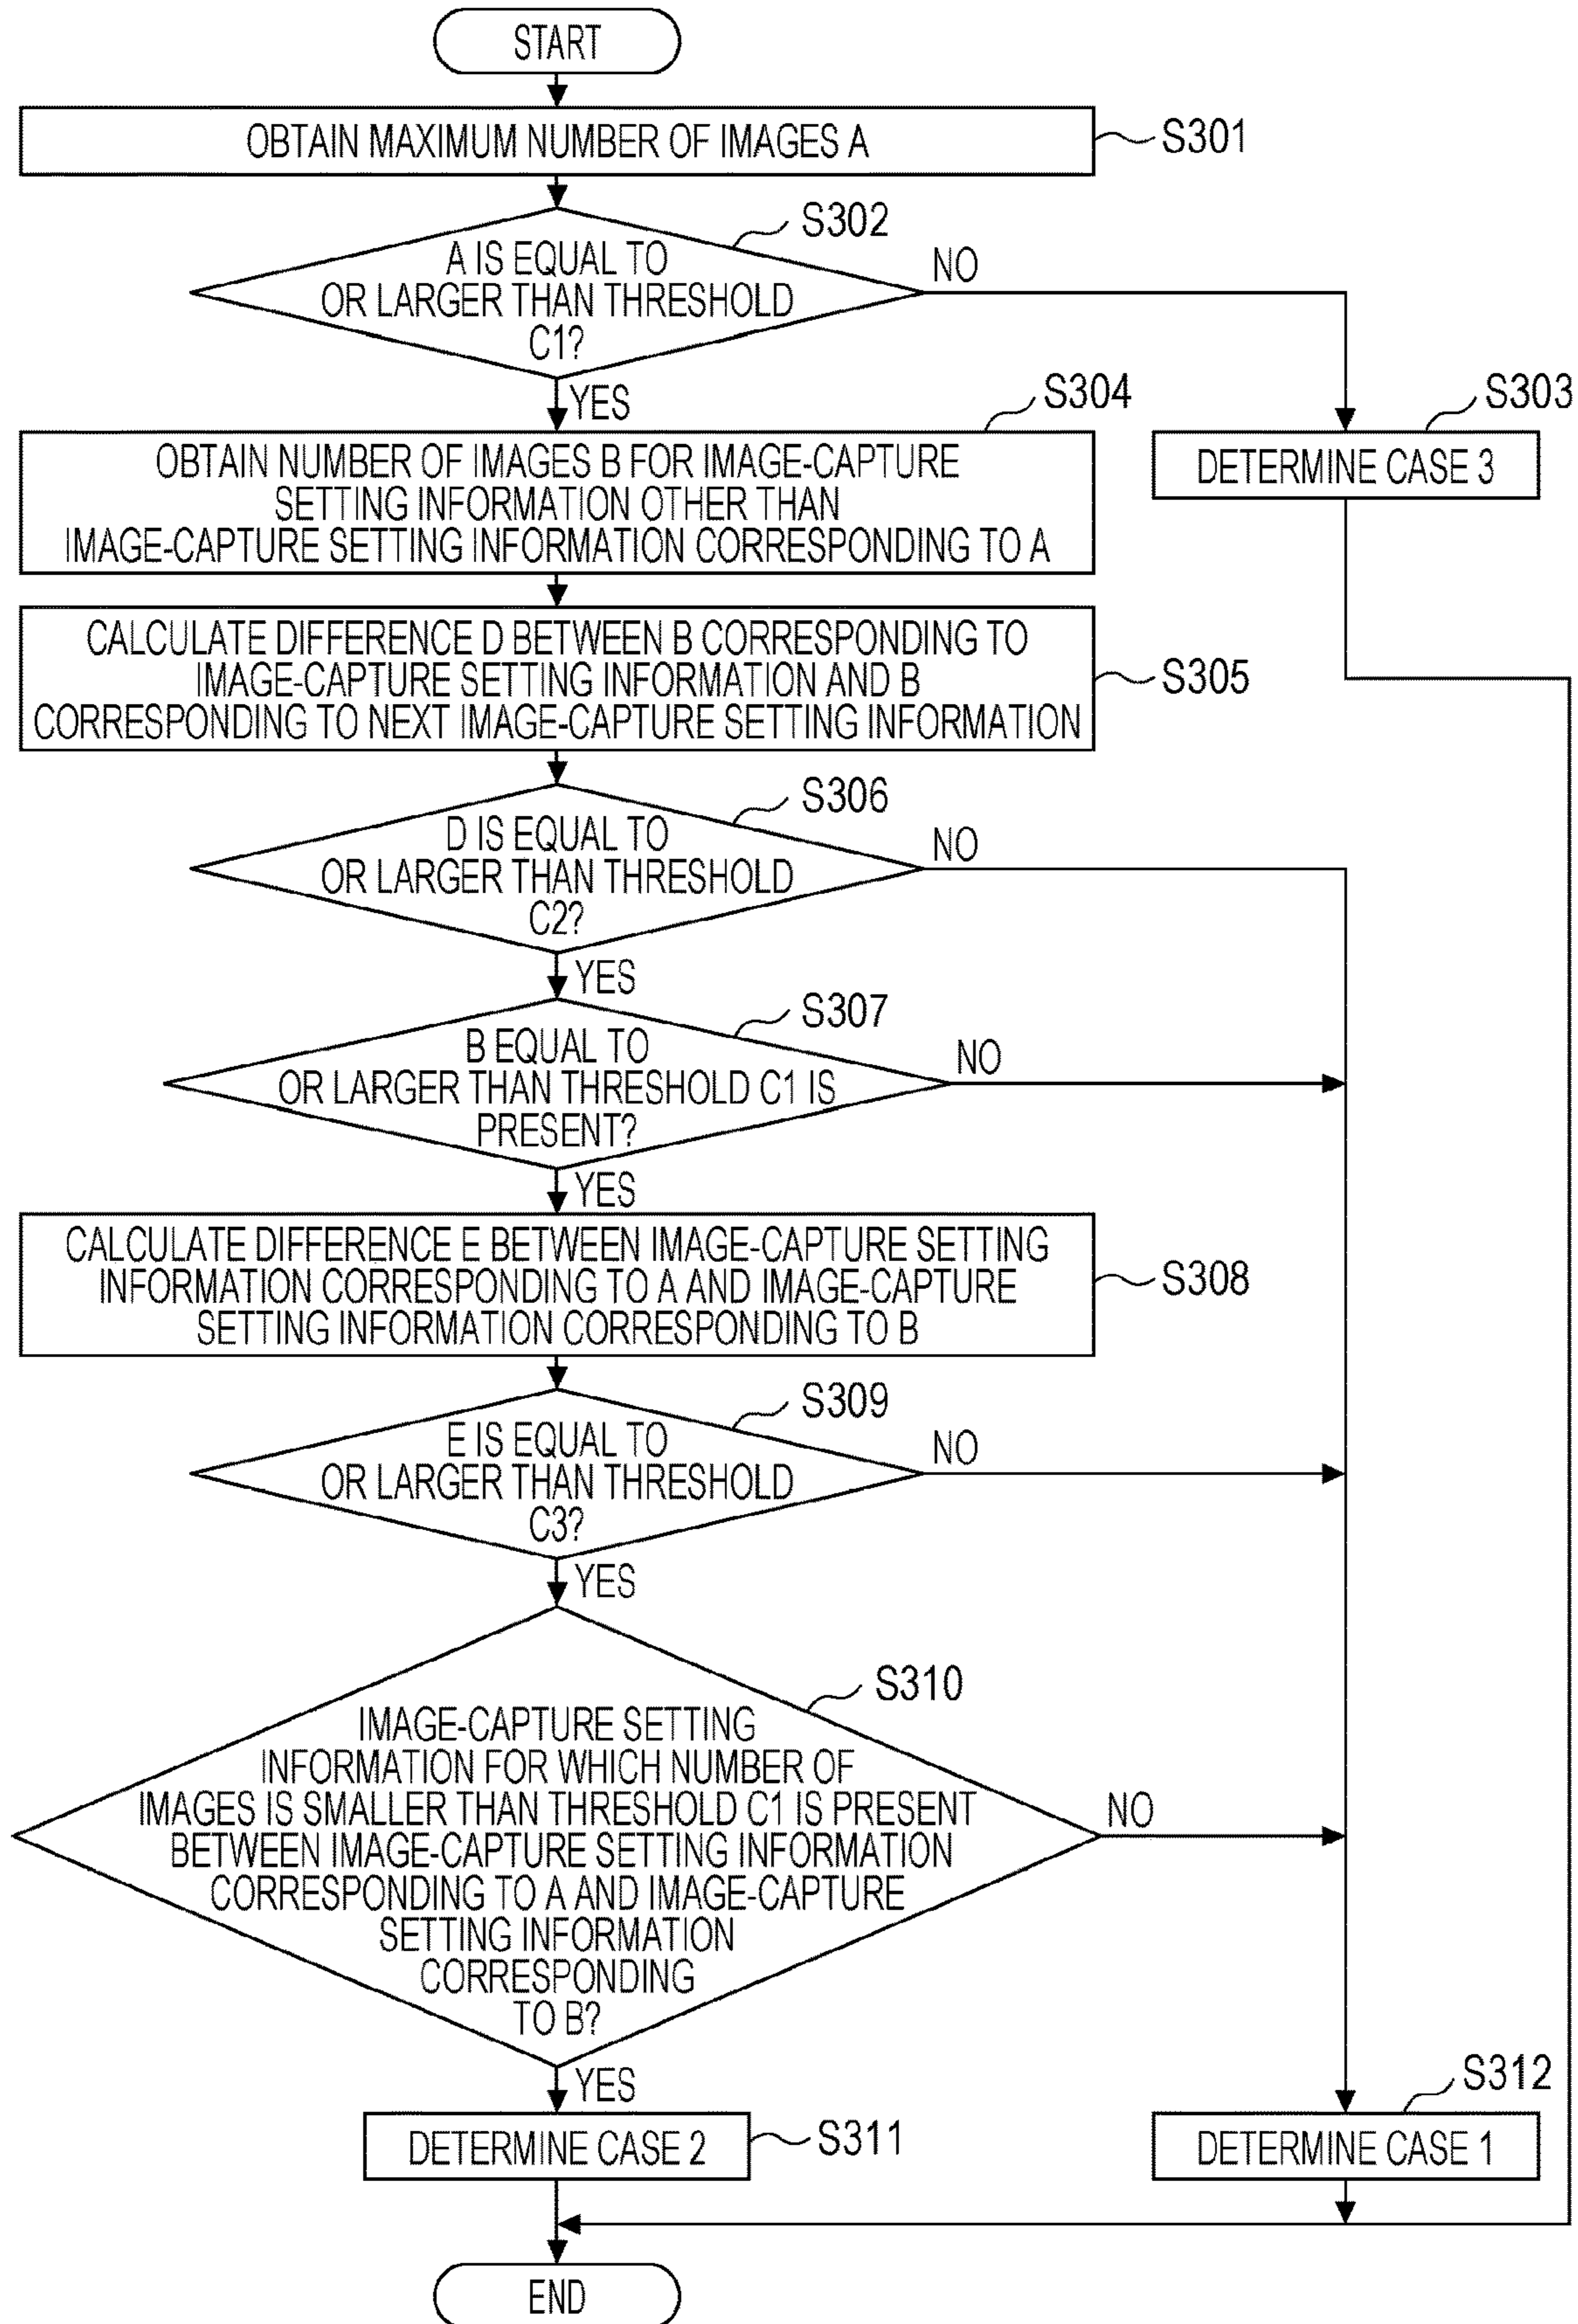 START
OBTAIN MAXIMUM NUMBER OF IMAGES A
S301
S302
A IS EQUAL TO
OR LARGER THAN THRESHOLD
C1?
NO
YES
S304
OBTAIN NUMBER OF IMAGES B FOR IMAGE-CAPTURE
SETTING INFORMATION OTHER THAN
IMAGE-CAPTURE SETTING INFORMATION CORRESPONDING TO A
S303
DETERMINE CASE 3
CALCULATE DIFFERENCE D BETWEEN B CORRESPONDING TO
IMAGE-CAPTURE SETTING INFORMATION AND B
CORRESPONDING TO NEXT IMAGE-CAPTURE SETTING INFORMATION
S305
S306
D IS EQUAL TO
OR LARGER THAN THRESHOLD
C2?
NO
YES
S307
B EQUAL TO
OR LARGER THAN THRESHOLD C1 IS
PRESENT?
NO
YES
CALCULATE DIFFERENCE E BETWEEN IMAGE-CAPTURE SETTING
INFORMATION CORRESPONDING TO A AND IMAGE-CAPTURE
SETTING INFORMATION CORRESPONDING TO B
S308
S309
E IS EQUAL TO
OR LARGER THAN THRESHOLD
C3?
NO
YES
S310
IMAGE-CAPTURE SETTING
INFORMATION FOR WHICH NUMBER OF
IMAGES IS SMALLER THAN THRESHOLD C1 IS PRESENT
BETWEEN IMAGE-CAPTURE SETTING INFORMATION
CORRESPONDING TO A AND IMAGE-CAPTURE
SETTING INFORMATION
CORRESPONDING
TO B?
NO
YES
DETERMINE CASE 2
S311
S312
DETERMINE CASE 1
END